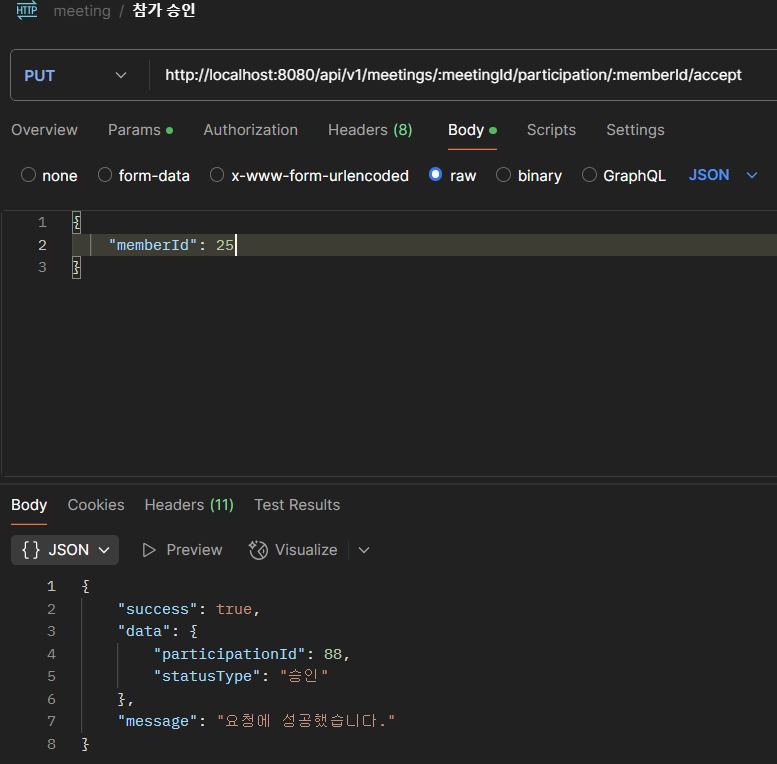 HTTP meeting / 참가 승인
PUT http://localhost:8080/api/v1/meetings/:meetingId/participation/:memberId/accept
Overview Params Authorization Headers (8) Body Scripts Settings
none form-data x-www-form-urlencoded raw binary GraphQL JSON
1 {
2 "memberId": 25
3 }
Body Cookies Headers (11) Test Results
{} JSON Preview Visualize
1 {
2 "success": true,
3 "data": {
4 "participationId": 88,
5 "statusType": "승인"
6 },
7 "message": "요청에 성공했습니다."
8 }